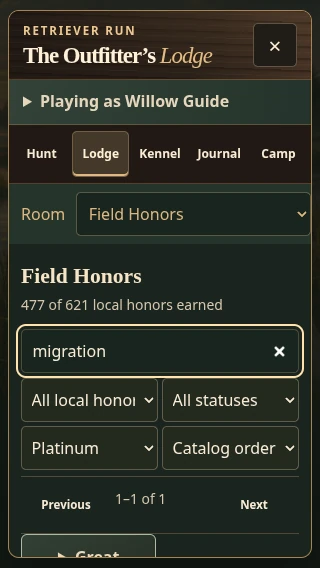 RETRIEVER RUN
The Outfitter's Lodge
Playing as Willow Guide
Hunt Lodge Kennel Journal Camp
Room Field Honors
Field Honors
477 of 621 local honors earned
migration
All local honor All statuses
Platinum Catalog order
Previous 1–1 of 1 Next
Great